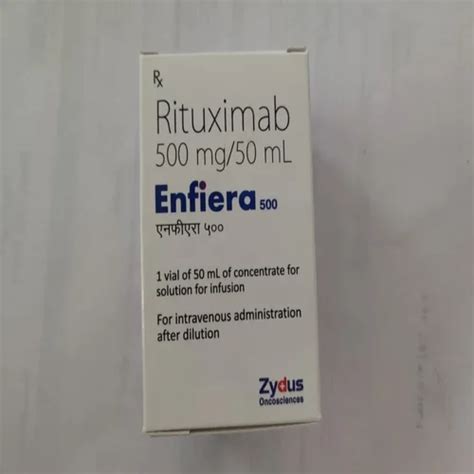 Rx
Rituximab
500 mg/50 mL
Enfiera 500
एनफीएरा ५००
1 vial of 50 mL of concentrate for
solution for infusion
For intravenous administration
after dilution
Zydus
Oncosciences